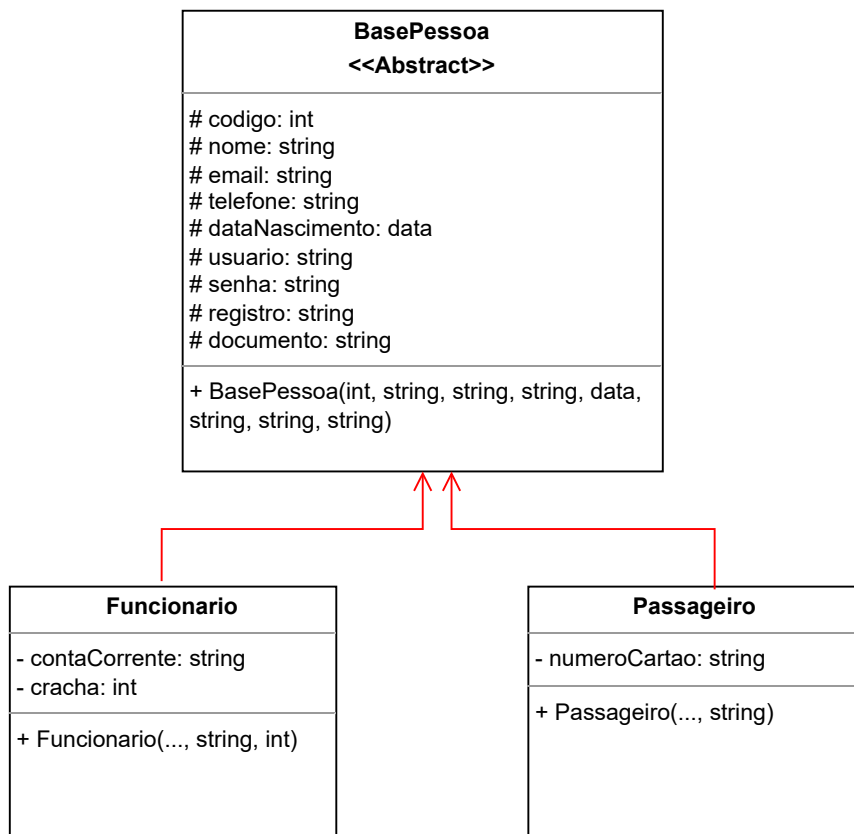 BasePessoa
<<Abstract>>
# codigo: int
# nome: string
# email: string
# telefone: string
# dataNascimento: data
# usuario: string
# senha: string
# registro: string
# documento: string
+ BasePessoa(int, string, string, string, data,
string, string, string)
Funcionario
- contaCorrente: string
- cracha: int
+ Funcionario(..., string, int)
Passageiro
- numeroCartao: string
+ Passageiro(..., string)